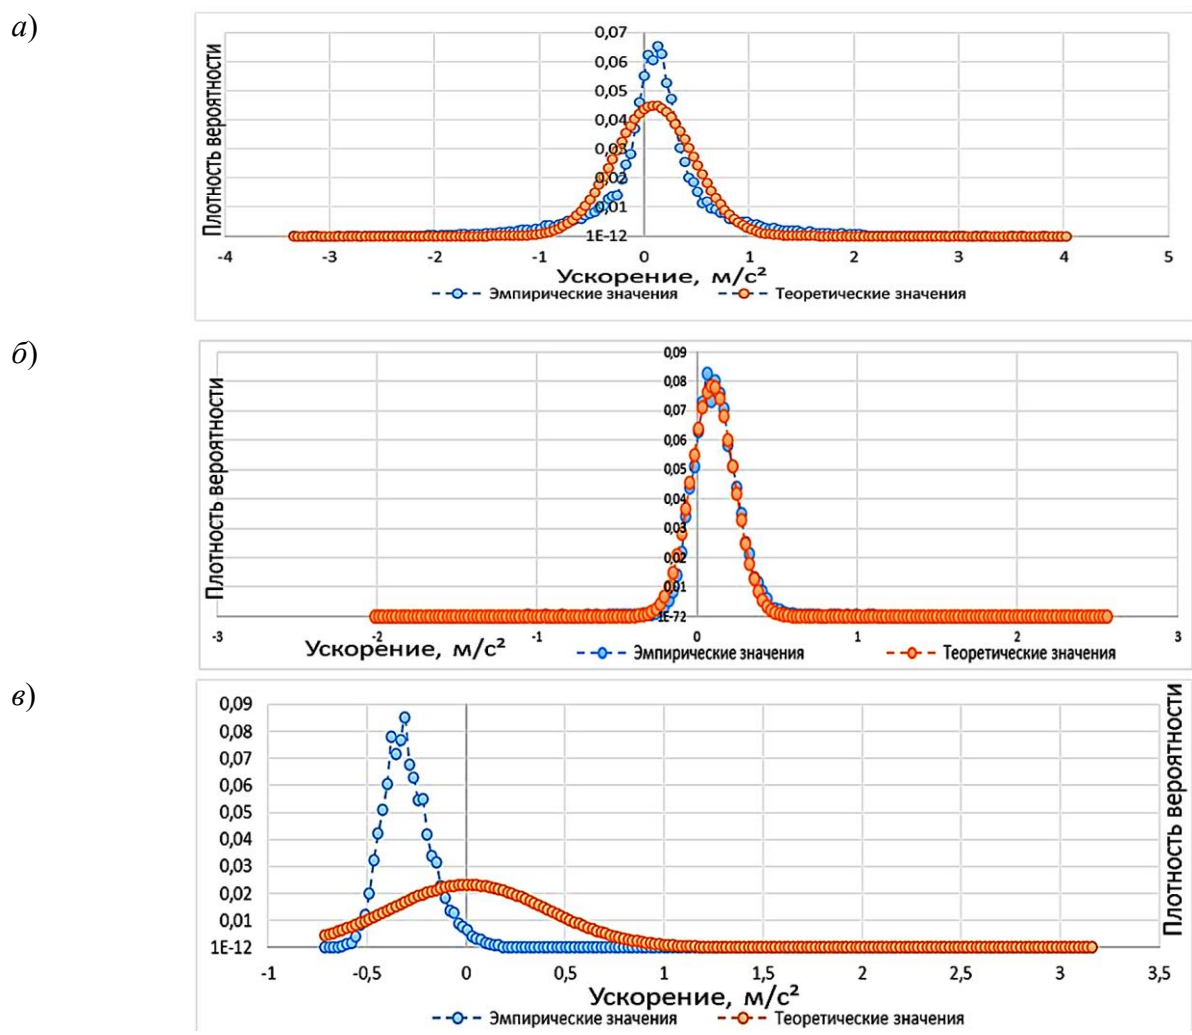 а)
Плотность вероятности
0,07
0,06
0,05
0,04
0,03
0,02
0,01
1E-12
-4 -3 -2 -1 0 1 2 3 4 5
Ускорение, м/с²
Эмпирические значения Теоретические значения
б)
Плотность вероятности
0,09
0,08
0,07
0,06
0,05
0,04
0,03
0,02
0,01
1E-72
-3 -2 -1 0 1 2 3
Ускорение, м/с²
Эмпирические значения Теоретические значения
в)
Плотность вероятности
0,09
0,08
0,07
0,06
0,05
0,04
0,03
0,02
0,01
1E-12
-1 -0,5 0 0,5 1 1,5 2 2,5 3 3,5
Ускорение, м/с²
Эмпирические значения Теоретические значения